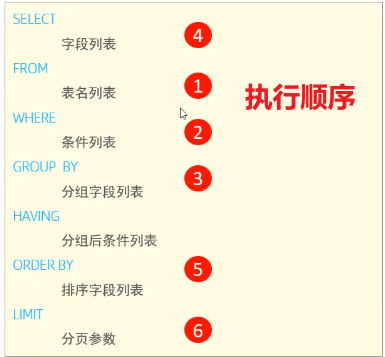 SELECT
字段列表 4
FROM
表名列表 1
执行顺序
WHERE
条件列表 2
GROUP BY
分组字段列表 3
HAVING
分组后条件列表
ORDER BY
排序字段列表 5
LIMIT
分页参数 6